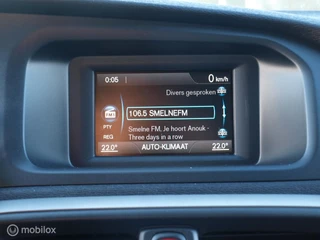 0:05
0 km/h
Divers gesproken
FM1
106.5 SMELNEFM
PTY
Smelne FM, Je hoort Anouk -
REG
Three days in a row
22.0°
AUTO-KLIMAAT
22.0°
mobilox